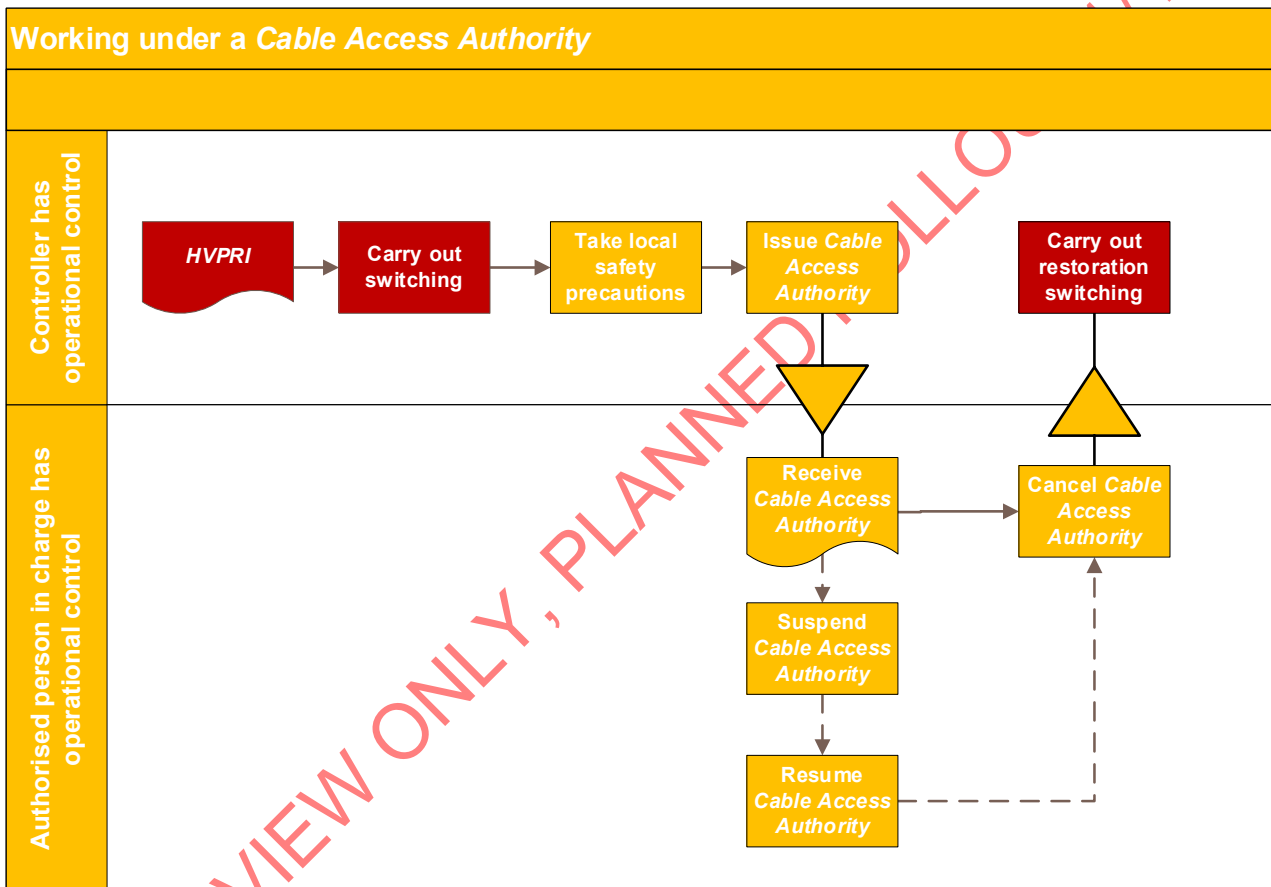 Working under a Cable Access Authority
Controller has
operational control
HVPRI
Carry out
switching
Take local
safety
precautions
Issue Cable
Access
Authority
Carry out
restoration
switching
Authorised person in charge has
operational control
Receive
Cable Access
Authority
Cancel Cable
Access
Authority
Suspend
Cable Access
Authority
Resume
Cable Access
Authority
VIEW ONLY, PLANNED